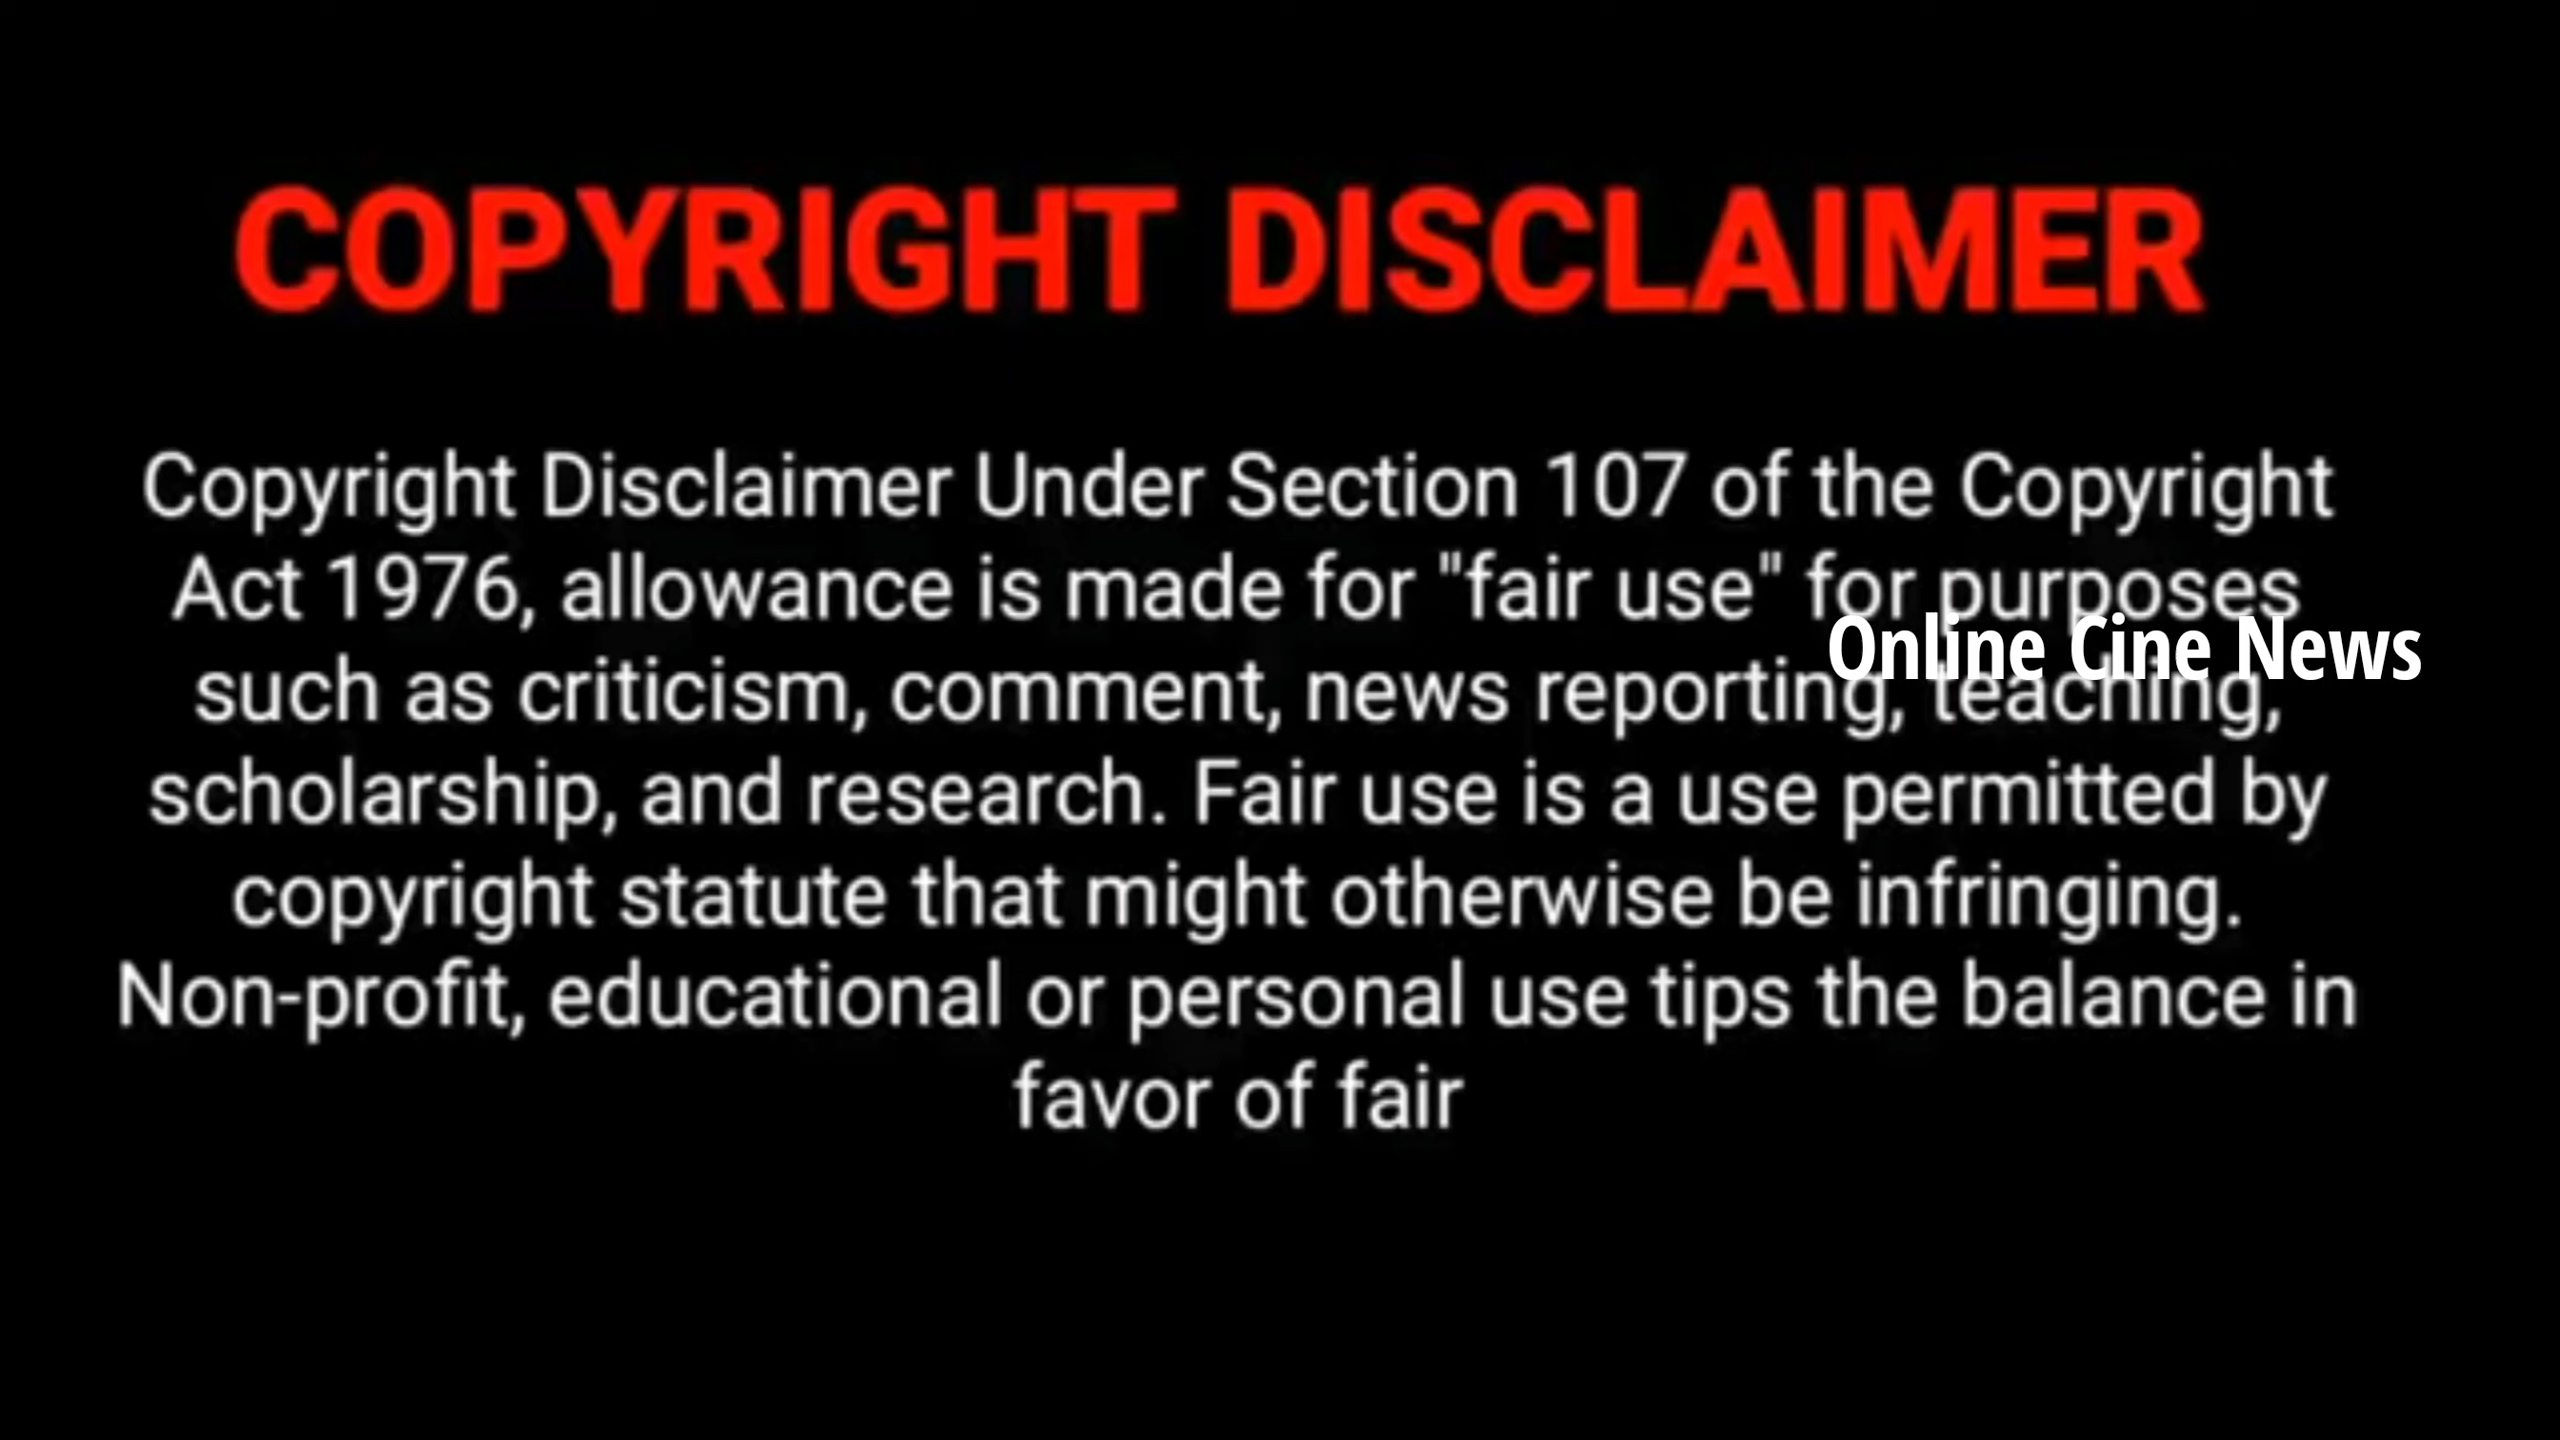 COPYRIGHT DISCLAIMER
Copyright Disclaimer Under Section 107 of the Copyright
Act 1976, allowance is made for "fair use" for purposes
Online Cine News
such as criticism, comment, news reporting, teaching,
scholarship, and research. Fair use is a use permitted by
copyright statute that might otherwise be infringing.
Non-profit, educational or personal use tips the balance in
favor of fair